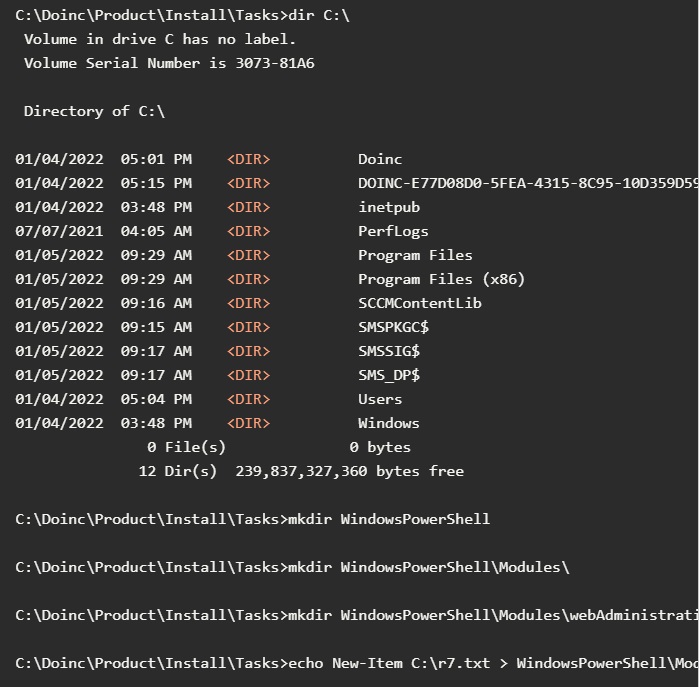 C:\Doinc\Product\Install\Tasks>dir C:\
Volume in drive C has no label.
Volume Serial Number is 3073-81A6
Directory of C:\
01/04/2022 05:01 PM <DIR> Doinc
01/04/2022 05:15 PM <DIR> DOINC-E77D08D0-5FEA-4315-8C95-10D359D59
01/04/2022 03:48 PM <DIR> inetpub
07/07/2021 04:05 AM <DIR> PerfLogs
01/05/2022 09:29 AM <DIR> Program Files
01/05/2022 09:29 AM <DIR> Program Files (x86)
01/05/2022 09:16 AM <DIR> SCCMContentLib
01/05/2022 09:15 AM <DIR> SMSPKGC$
01/05/2022 09:17 AM <DIR> SMSSIG$
01/05/2022 09:17 AM <DIR> SMS_DP$
01/04/2022 05:04 PM <DIR> Users
01/04/2022 03:48 PM <DIR> Windows
0 File(s) 0 bytes
12 Dir(s) 239,837,327,360 bytes free
C:\Doinc\Product\Install\Tasks>mkdir WindowsPowerShell
C:\Doinc\Product\Install\Tasks>mkdir WindowsPowerShell\Modules\
C:\Doinc\Product\Install\Tasks>mkdir WindowsPowerShell\Modules\webAdministrati
C:\Doinc\Product\Install\Tasks>echo New-Item C:\r7.txt > WindowsPowerShell\Moc